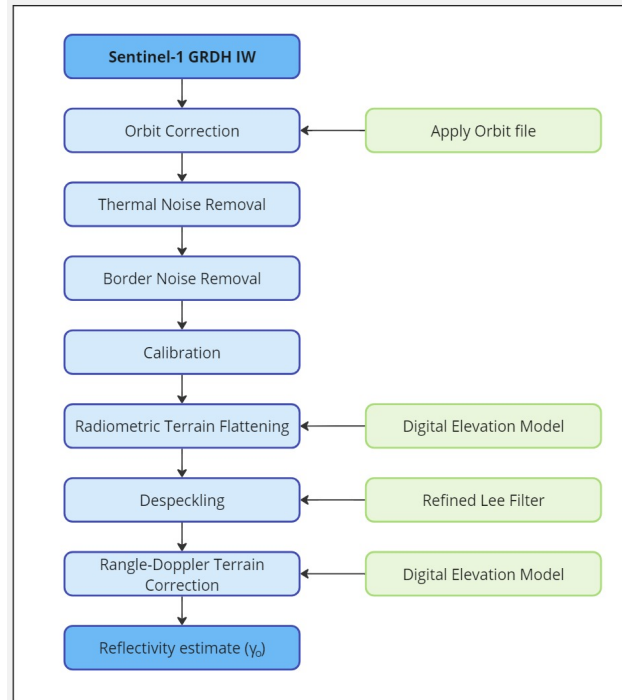 Sentinel-1 GRDH IW
Orbit Correction
Apply Orbit file
Thermal Noise Removal
Border Noise Removal
Calibration
Radiometric Terrain Flattening
Digital Elevation Model
Despeckling
Refined Lee Filter
Rangle-Doppler Terrain
Correction
Digital Elevation Model
Reflectivity estimate (γₒ)